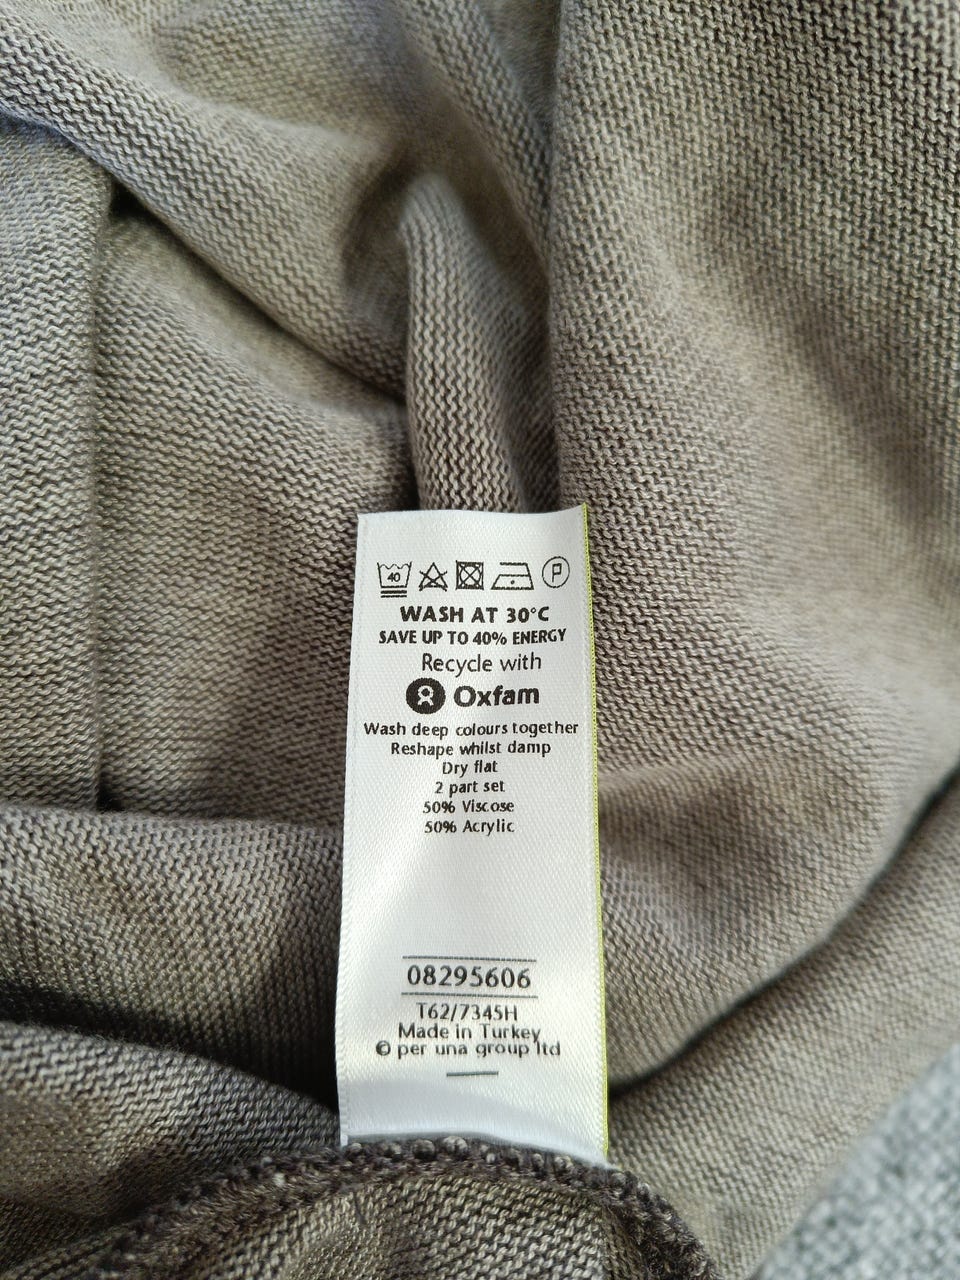 40 P
WASH AT 30°C
SAVE UP TO 40% ENERGY
Recycle with
Oxfam
Wash deep colours together
Reshape whilst damp
Dry flat
2 part set
50% Viscose
50% Acrylic
08295606
T62/7345H
Made in Turkey
© per una group ltd